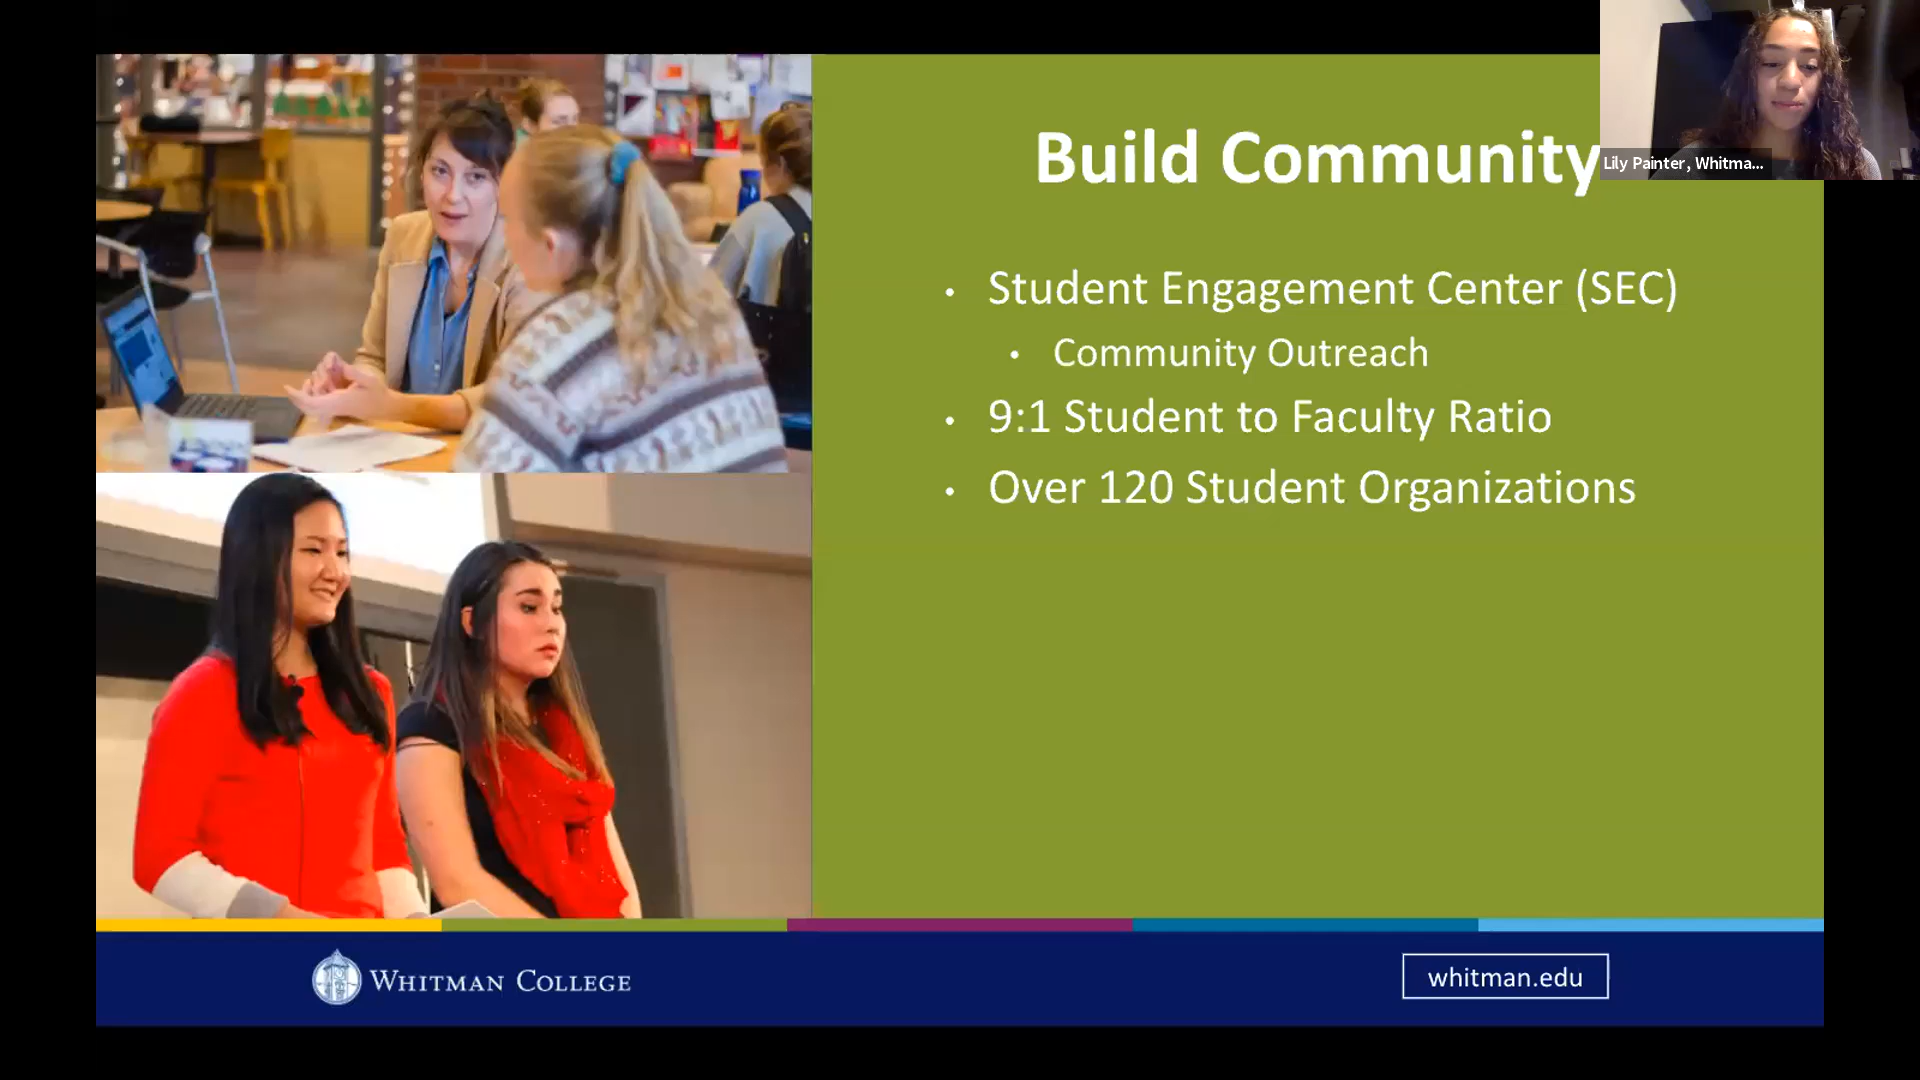 Build Community
Lily Painter, Whitma...
• Student Engagement Center (SEC)
• Community Outreach
• 9:1 Student to Faculty Ratio
• Over 120 Student Organizations
WHITMAN COLLEGE
whitman.edu